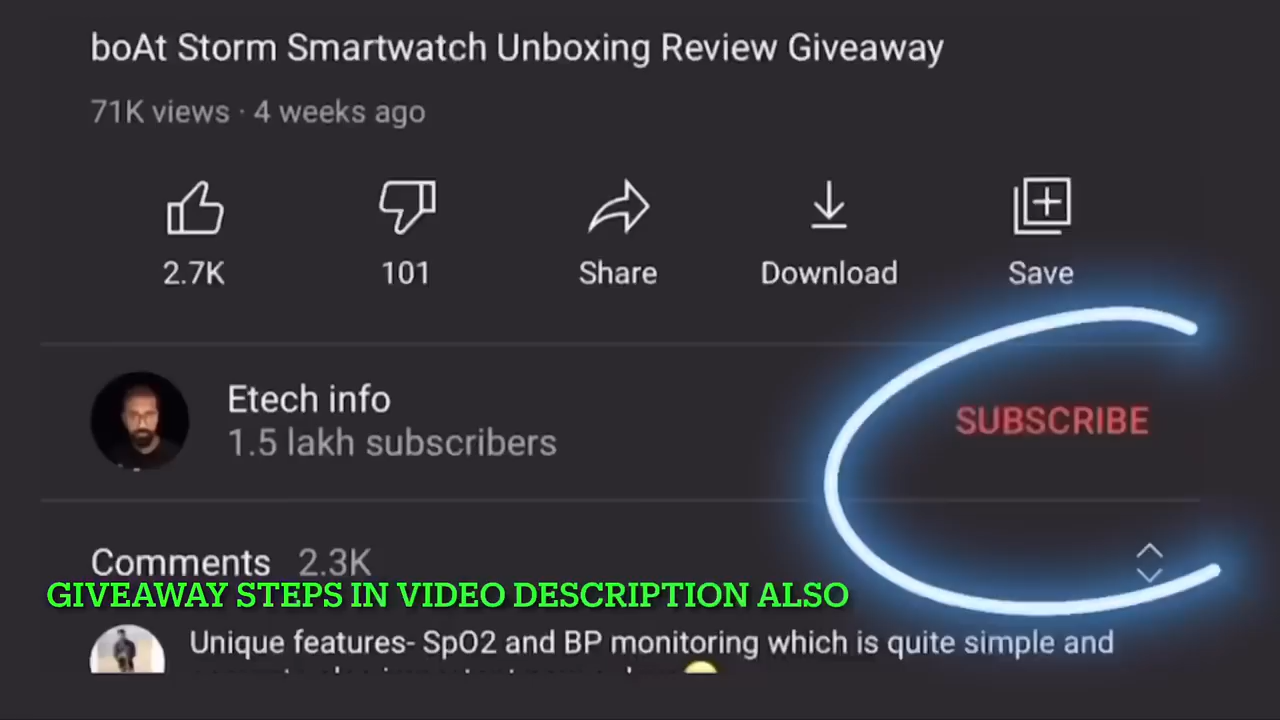 boAt Storm Smartwatch Unboxing Review Giveaway
71K views · 4 weeks ago
2.7K 101 Share Download Save
Etech info
1.5 lakh subscribers
SUBSCRIBE
Comments 2.3K
GIVEAWAY STEPS IN VIDEO DESCRIPTION ALSO
Unique features- SpO2 and BP monitoring which is quite simple and